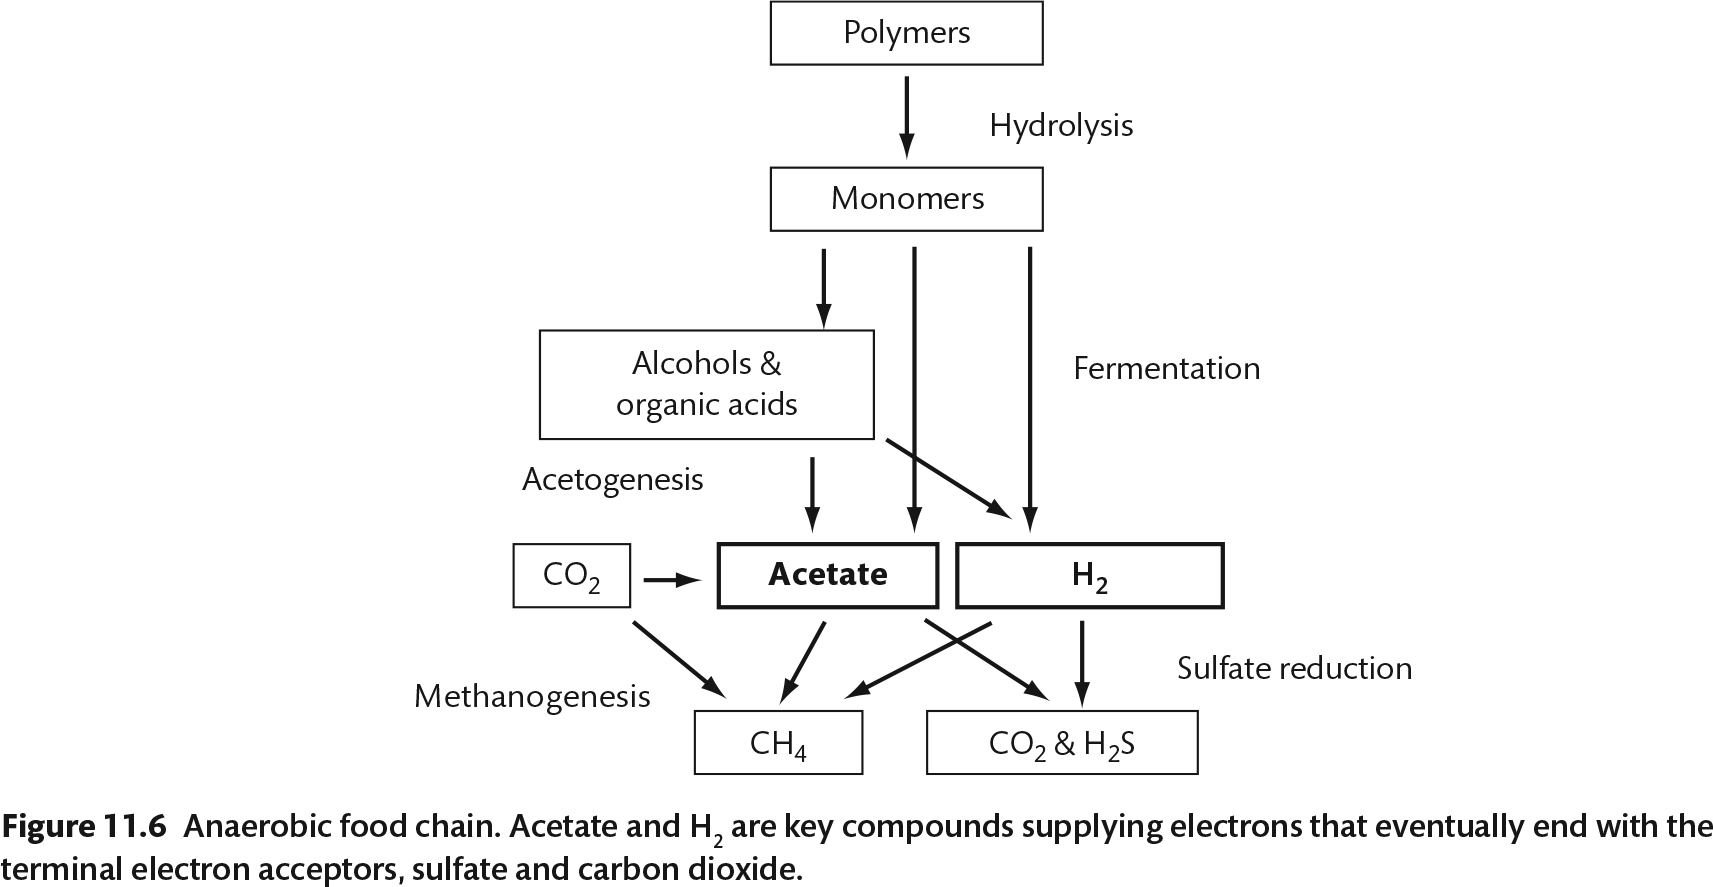 Polymers
Hydrolysis
Monomers
Alcohols &
organic acids
Fermentation
Acetogenesis
CO₂
Acetate
H₂
Methanogenesis
Sulfate reduction
CH₄
CO₂ & H₂S
Figure 11.6 Anaerobic food chain. Acetate and H₂ are key compounds supplying electrons that eventually end with the
terminal electron acceptors, sulfate and carbon dioxide.